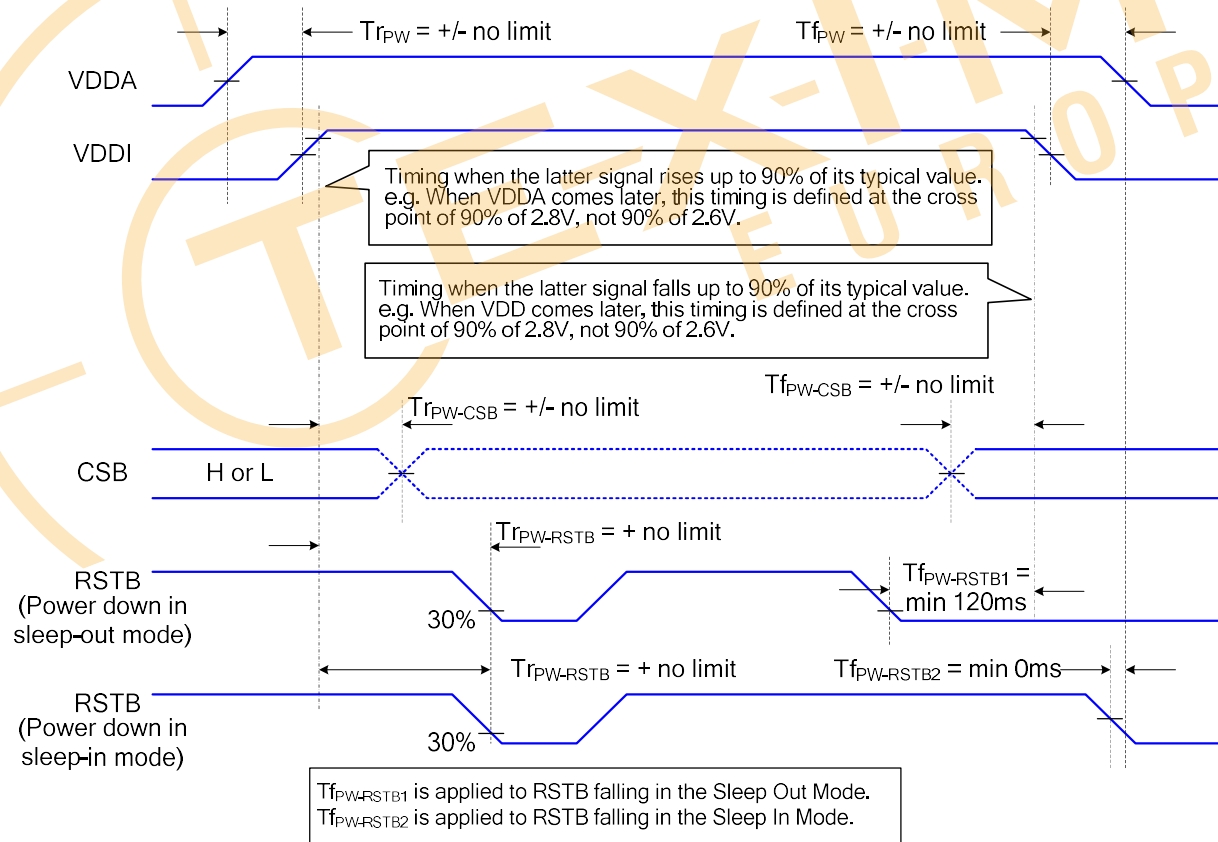 TrPW = +/- no limit
TfPW = +/- no limit
VDDA
VDDI
Timing when the latter signal rises up to 90% of its typical value.
e.g. When VDDA comes later, this timing is defined at the cross
point of 90% of 2.8V, not 90% of 2.6V.
Timing when the latter signal falls up to 90% of its typical value.
e.g. When VDD comes later, this timing is defined at the cross
point of 90% of 2.8V, not 90% of 2.6V.
TfPW-CSB = +/- no limit
TrPW-CSB = +/- no limit
CSB
H or L
TrPW-RSTB = + no limit
RSTB
(Power down in
sleep-out mode)
30%
TfPW-RSTB1 =
min 120ms
TrPW-RSTB = + no limit
TfPW-RSTB2 = min 0ms
RSTB
(Power down in
sleep-in mode)
30%
TfPW-RSTB1 is applied to RSTB falling in the Sleep Out Mode.
TfPW-RSTB2 is applied to RSTB falling in the Sleep In Mode.
TEXIM
EUROP